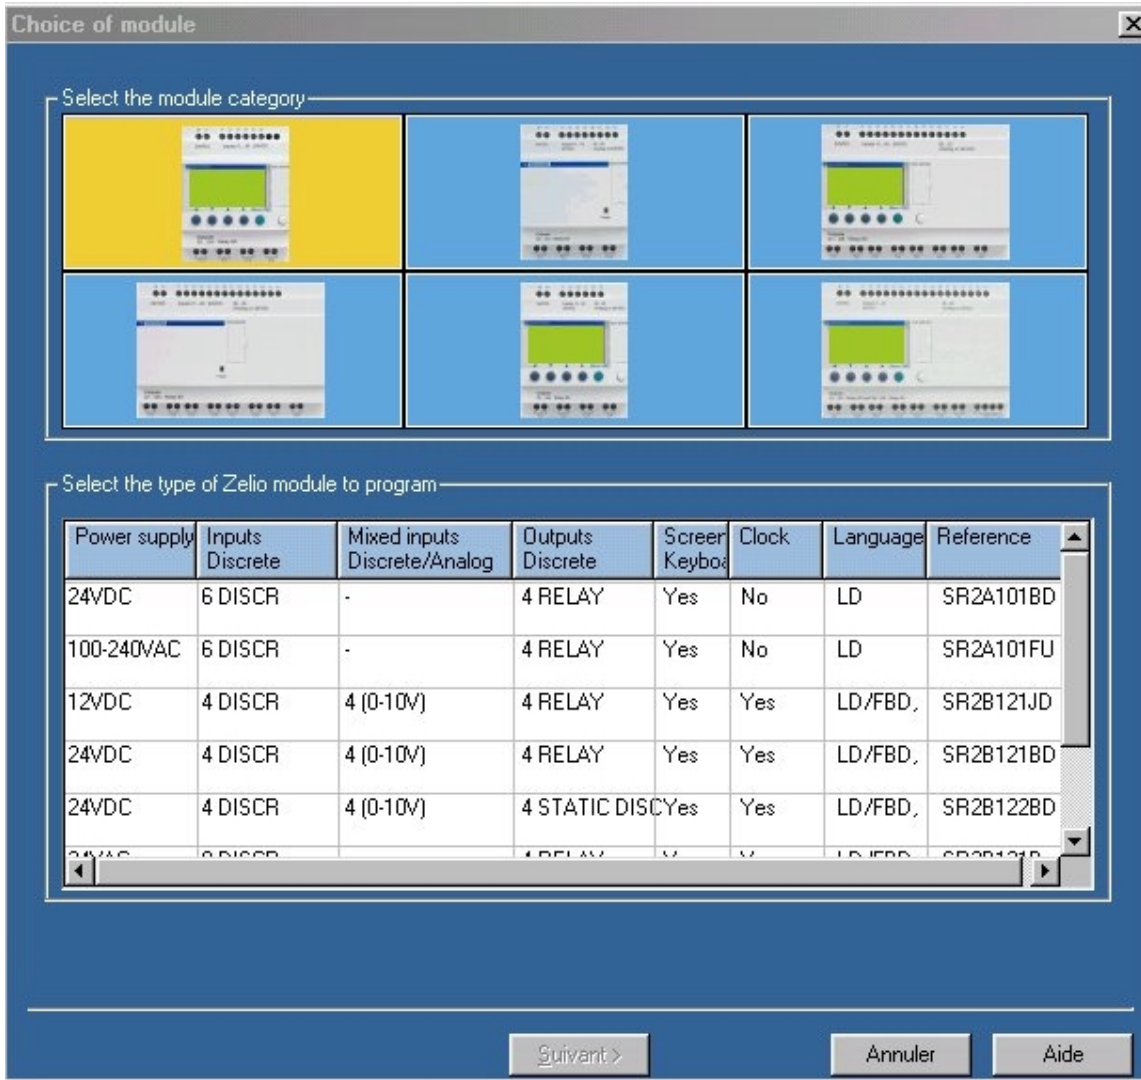 Choice of module
Select the module category
Select the type of Zelio module to program
Power supply Inputs Discrete Mixed inputs Discrete/Analog Outputs Discrete Screen Keyboa Clock Language Reference
24VDC 6 DISCR - 4 RELAY Yes No LD SR2A101BD
100-240VAC 6 DISCR - 4 RELAY Yes No LD SR2A101FU
12VDC 4 DISCR 4 (0-10V) 4 RELAY Yes Yes LD/FBD, SR2B121JD
24VDC 4 DISCR 4 (0-10V) 4 RELAY Yes Yes LD/FBD, SR2B121BD
24VDC 4 DISCR 4 (0-10V) 4 STATIC DISC Yes Yes LD/FBD, SR2B122BD
Suivant >
Annuler
Aide